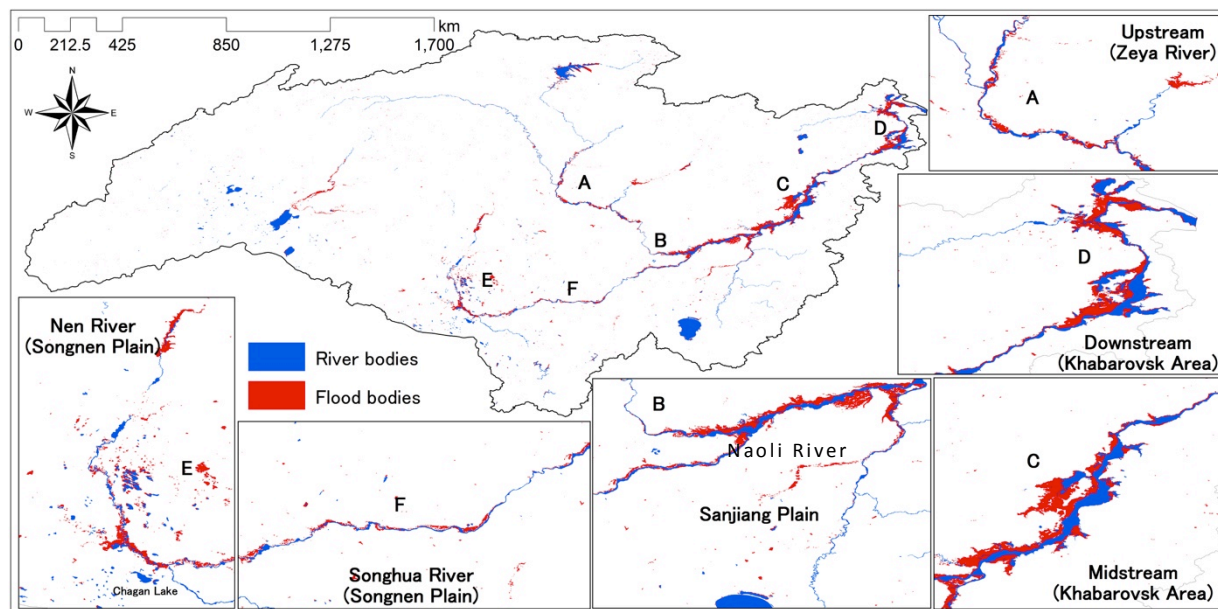 km
0 212.5 425 850 1,275 1,700
N
W E
S
A
B
C
D
E
F
River bodies
Flood bodies
Upstream
(Zeya River)
A
D
Downstream
(Khabarovsk Area)
Nen River
(Songnen Plain)
E
Chagan Lake
F
Songhua River
(Songnen Plain)
B
Naoli River
Sanjiang Plain
C
Midstream
(Khabarovsk Area)